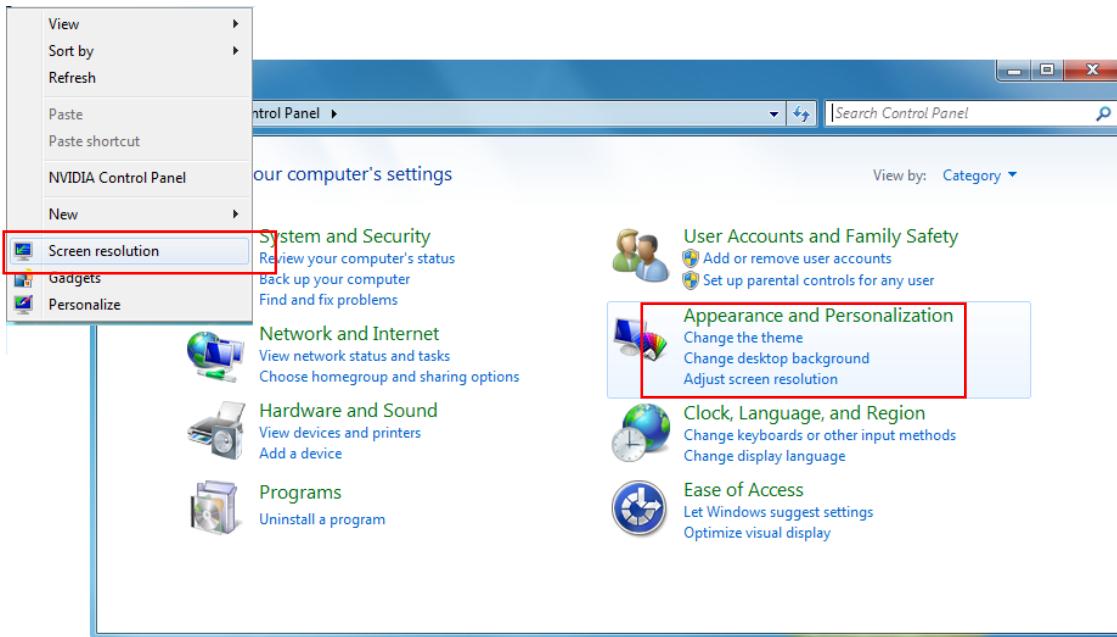 View
Sort by
Refresh
Paste
Paste shortcut
NVIDIA Control Panel
New
Screen resolution
Gadgets
Personalize
ntrol Panel
Search Control Panel
our computer's settings
View by: Category
System and Security
Review your computer's status
Back up your computer
Find and fix problems
Network and Internet
View network status and tasks
Choose homegroup and sharing options
Hardware and Sound
View devices and printers
Add a device
Programs
Uninstall a program
User Accounts and Family Safety
Add or remove user accounts
Set up parental controls for any user
Appearance and Personalization
Change the theme
Change desktop background
Adjust screen resolution
Clock, Language, and Region
Change keyboards or other input methods
Change display language
Ease of Access
Let Windows suggest settings
Optimize visual display